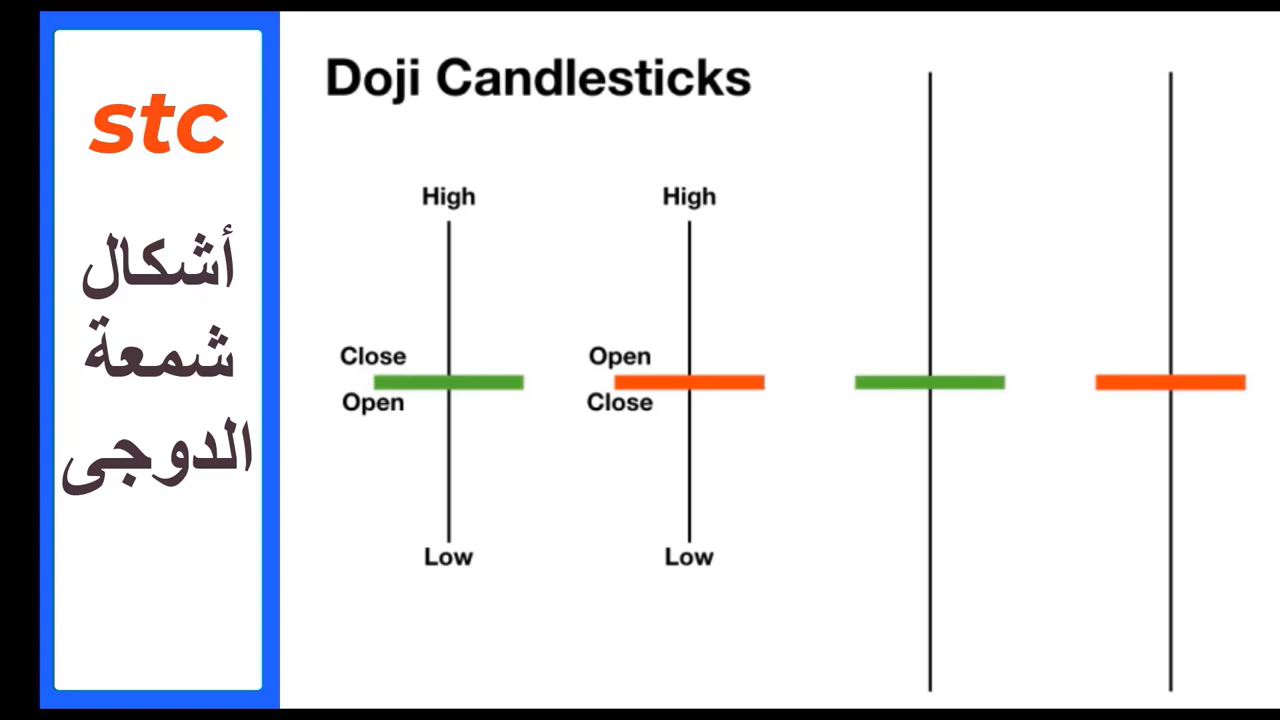 stc
أشكال
شمعة
الدوجى
Doji Candlesticks
High
High
Close
Open
Open
Close
Low
Low